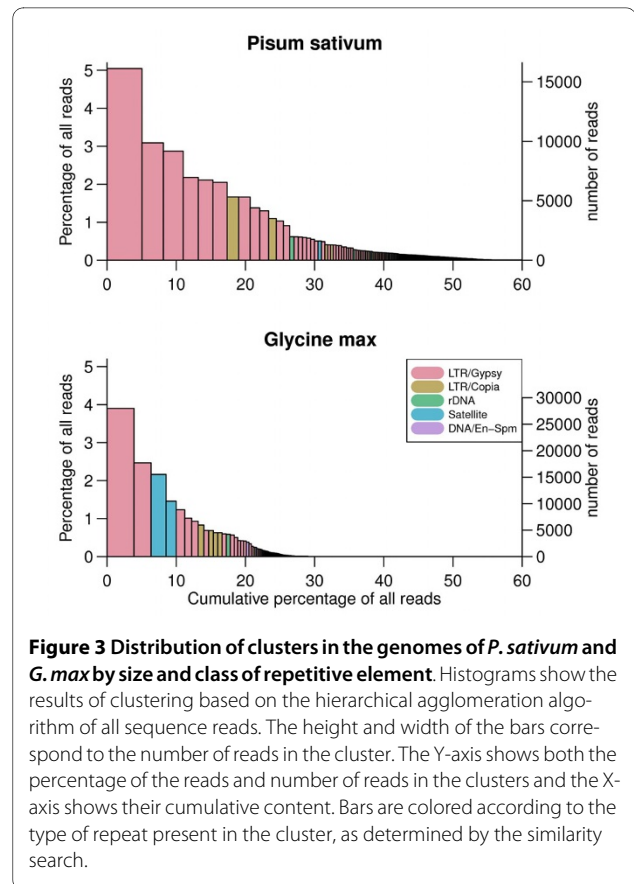 Pisum sativum
Percentage of all reads
5
4
3
2
1
0
15000
10000
5000
0
number of reads
0 10 20 30 40 50 60
Glycine max
Percentage of all reads
5
4
3
2
1
0
LTR/Gypsy
LTR/Copia
rDNA
Satellite
DNA/En−Spm
30000
25000
20000
15000
10000
5000
0
number of reads
0 10 20 30 40 50 60
Cumulative percentage of all reads
Figure 3 Distribution of clusters in the genomes of P. sativum and
G. max by size and class of repetitive element. Histograms show the
results of clustering based on the hierarchical agglomeration algo-
rithm of all sequence reads. The height and width of the bars corre-
spond to the number of reads in the cluster. The Y-axis shows both the
percentage of the reads and number of reads in the clusters and the X-
axis shows their cumulative content. Bars are colored according to the
type of repeat present in the cluster, as determined by the similarity
search.